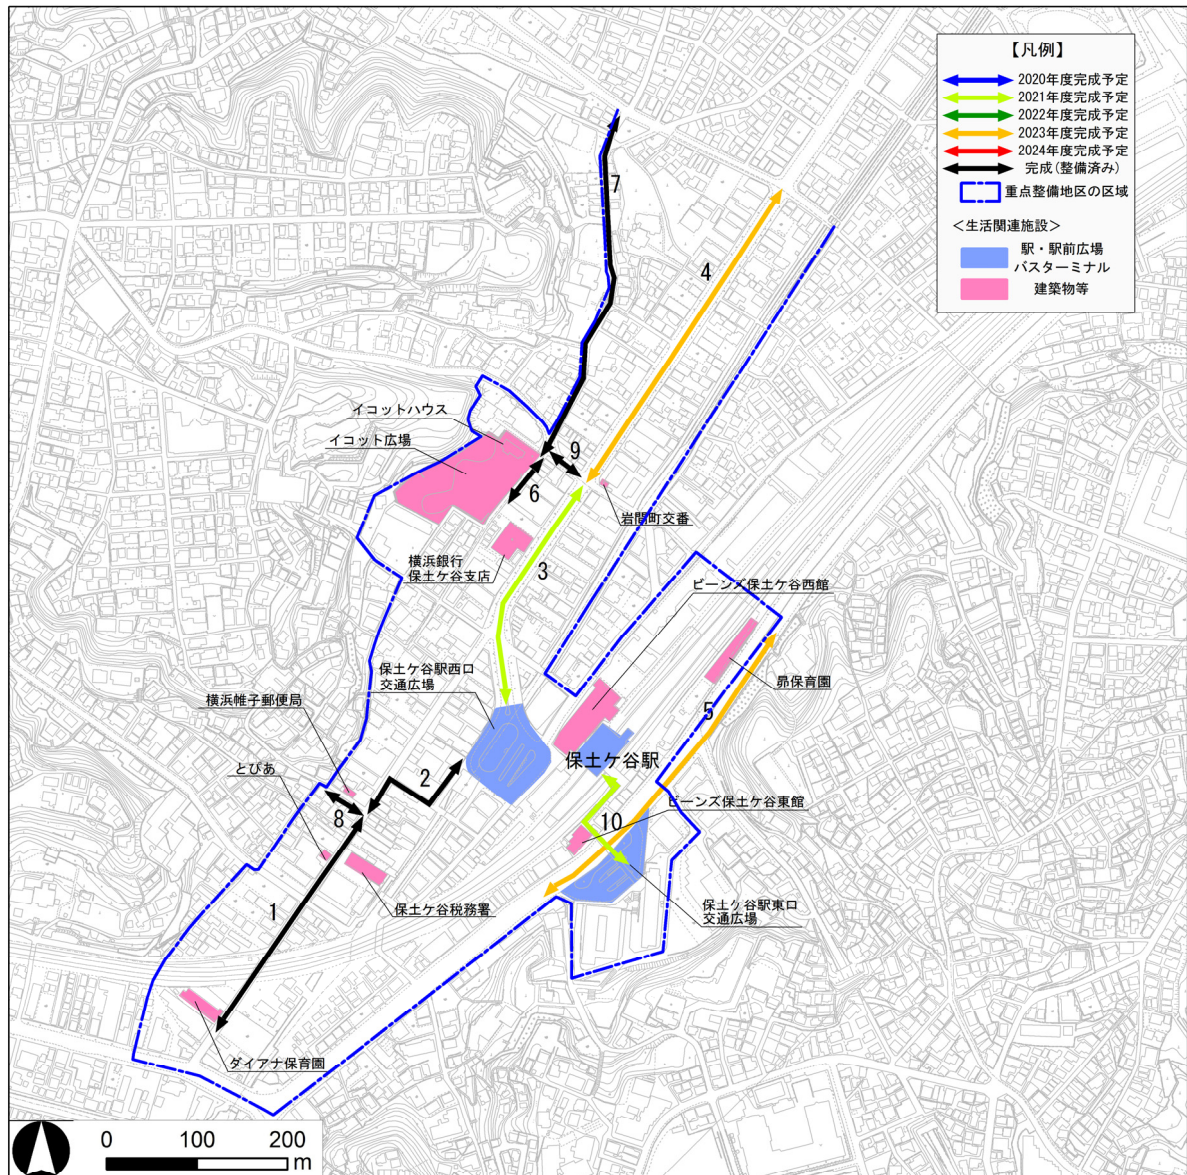 【凡例】
2020年度完成予定
2021年度完成予定
2022年度完成予定
2023年度完成予定
2024年度完成予定
完成(整備済み)
重点整備地区の区域
<生活関連施設>
駅・駅前広場
バスターミナル
建築物等
7
4
イコットハウス
イコット広場
9
6
岩間町交番
横浜銀行
保土ケ谷支店
3
ビーンズ保土ケ谷西館
保土ケ谷駅西口
交通広場
昴保育園
横浜帷子郵便局
5
とぴあ
保土ケ谷駅
2
ビーンズ保土ケ谷東館
8
10
1
保土ケ谷税務署
保土ケ谷駅東口
交通広場
ダイアナ保育園
0 100 200
m